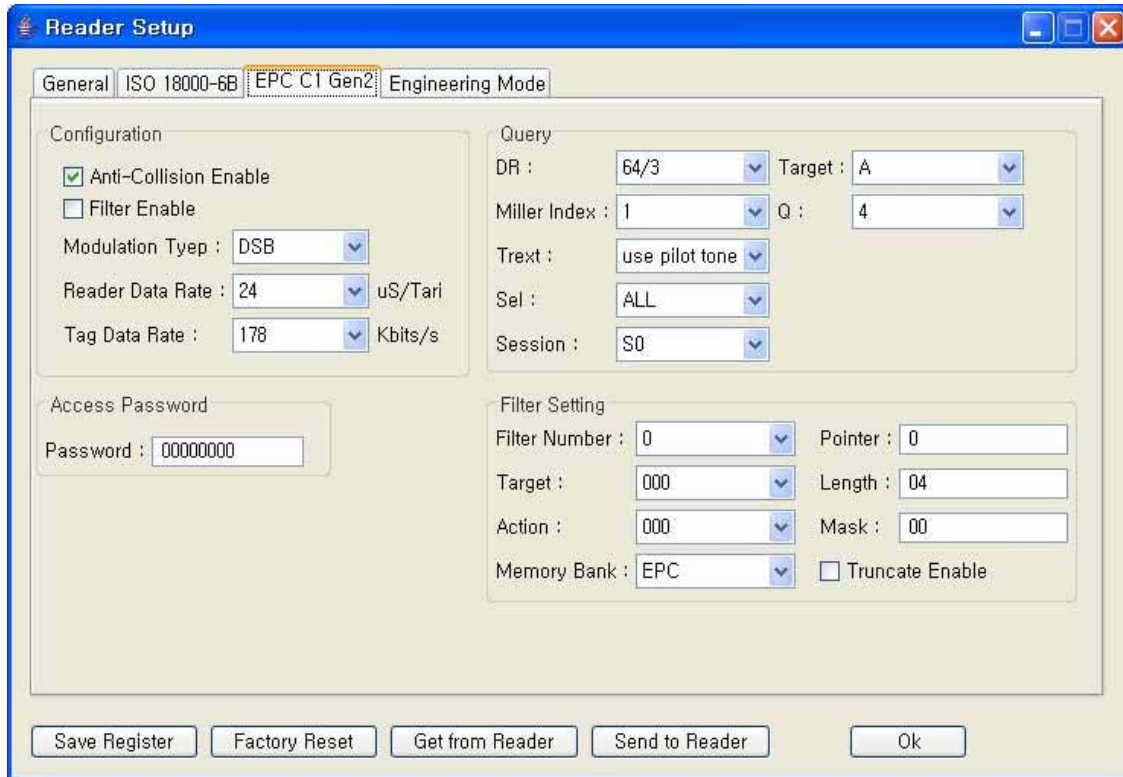 Reader Setup
General ISO 18000-6B EPC C1 Gen2 Engineering Mode
Configuration
Anti-Collision Enable
Filter Enable
Modulation Tyep : DSB
Reader Data Rate : 24 uS/Tari
Tag Data Rate : 178 Kbits/s
Access Password
Password : 00000000
Query
DR : 64/3 Target : A
Miller Index : 1 Q : 4
Trext : use pilot tone
Sel : ALL
Session : S0
Filter Setting
Filter Number : 0 Pointer : 0
Target : 000 Length : 04
Action : 000 Mask : 00
Memory Bank : EPC Truncate Enable
Save Register Factory Reset Get from Reader Send to Reader Ok